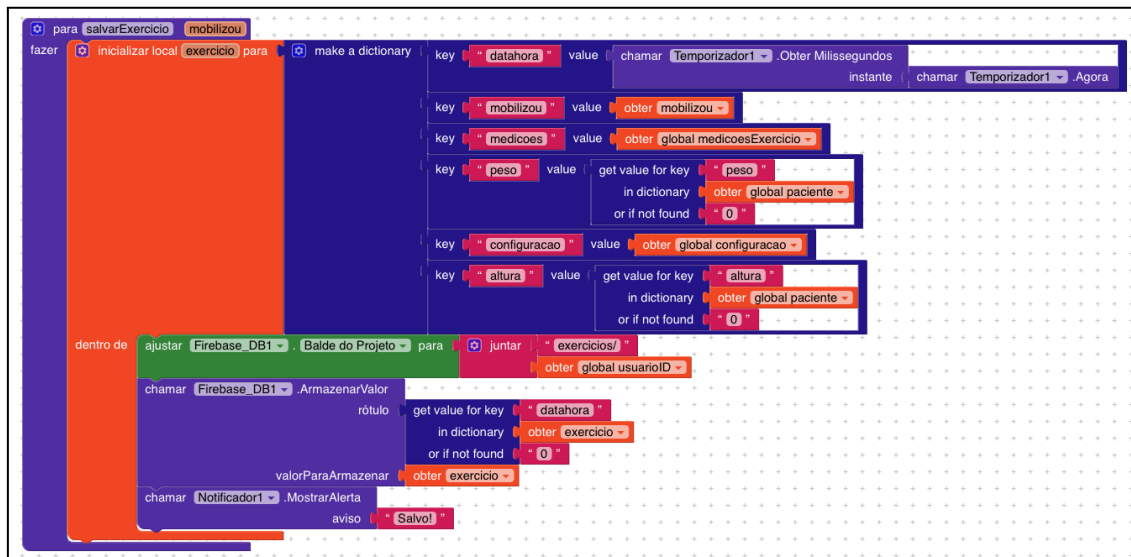 para salvarExercicio mobilizou
fazer inicializar local exercicio para make a dictionary key " datahora " value chamar Temporizador1 .Obter Milissegundos
instante chamar Temporizador1 .Agora
key " mobilizou " value obter mobilizou
key " medicoes " value obter global medicoesExercicio
key " peso " value get value for key " peso "
in dictionary obter global paciente
or if not found " 0 "
key " configuracao " value obter global configuracao
key " altura " value get value for key " altura "
in dictionary obter global paciente
or if not found " 0 "
dentro de ajustar Firebase_DB1 . Balde do Projeto para juntar " exercicios/ "
obter global usuarioID
chamar Firebase_DB1 .ArmazenarValor
rótulo get value for key " datahora "
in dictionary obter exercicio
or if not found " 0 "
valorParaArmazenar obter exercicio
chamar Notificador1 .MostrarAlerta
aviso " Salvo! "